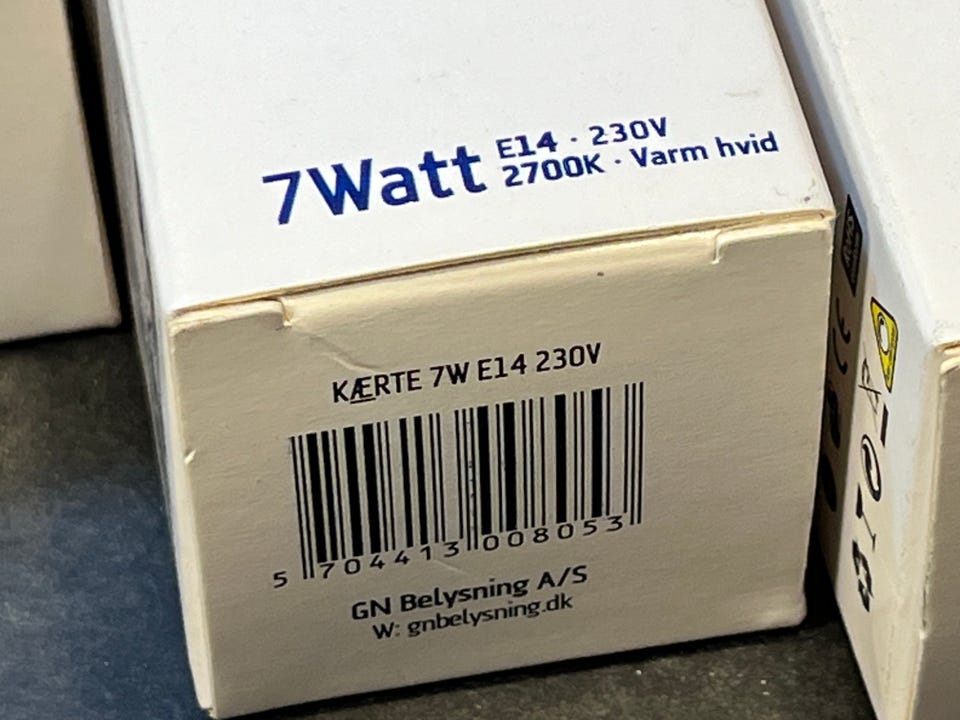 7Watt
E14 · 230V
2700K · Varm hvid
KÆRTE 7W E14 230V
5 704413 008053
GN Belysning A/S
W: gnbelysning.dk